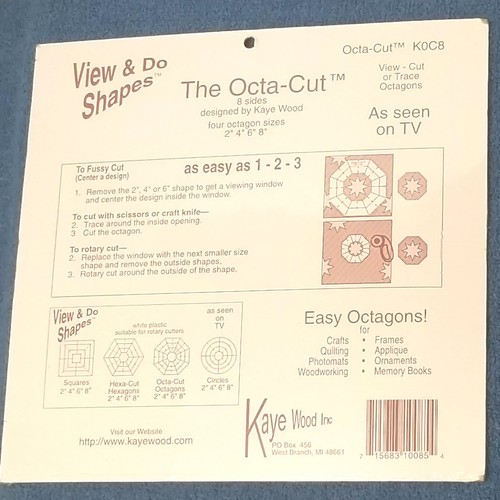 View & Do
Shapes™
The Octa-Cut™
8 sides
designed by Kaye Wood
four octagon sizes
2" 4" 6" 8"
Octa-Cut™ K0C8
View - Cut
or Trace
Octagons
As seen
on TV
To Fussy Cut
(Center a design)
as easy as 1 - 2 - 3
1. Remove the 2", 4" or 6" shape to get a viewing window
and center the design inside the window.
To cut with scissors or craft knife—
2. Trace around the inside opening.
3 Cut the octagon.
To rotary cut—
2. Replace the window with the next smaller size
shape and remove the outside shapes.
3. Rotary cut around the outside of the shape.
View & Do
Shapes™
white plastic
suitable for rotary cutters
as seen
on
TV
Squares
2" 4" 6" 8"
Hexa-Cut
Hexagons
2" 4" 6" 8"
Octa-Cut
Octagons
2" 4" 6" 8"
Circles
2" 4" 6" 8"
Easy Octagons!
for
Crafts • Frames
Quilting • Applique
Photomats • Ornaments
Woodworking • Memory Books
Visit our Website
http://www.kayewood.com
Kaye Wood Inc
PO Box 456
West Branch, MI 48661
7 15683 10085 4